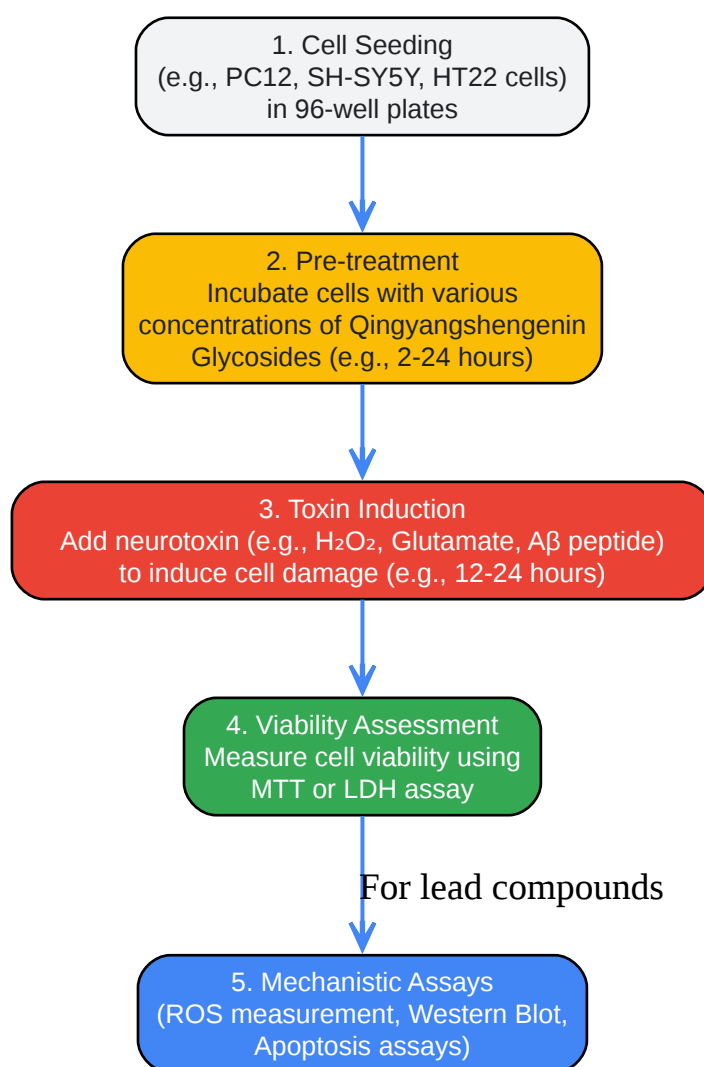 1. Cell Seeding
(e.g., PC12, SH-SY5Y, HT22 cells)
in 96-well plates
2. Pre-treatment
Incubate cells with various
concentrations of Qingyangshengenin
Glycosides (e.g., 2-24 hours)
3. Toxin Induction
Add neurotoxin (e.g., H₂O₂, Glutamate, Aβ peptide)
to induce cell damage (e.g., 12-24 hours)
4. Viability Assessment
Measure cell viability using
MTT or LDH assay
For lead compounds
5. Mechanistic Assays
(ROS measurement, Western Blot,
Apoptosis assays)